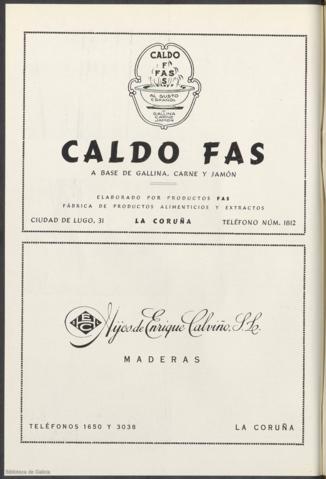 CALDO
F
FAS
S
AL GUSTO
ESPAÑOL
GALLINA
CARNE
JAMÓN
CALDO FAS
A BASE DE GALLINA, CARNE Y JAMÓN
ELABORADO POR PRODUCTOS FAS
FÁBRICA DE PRODUCTOS ALIMENTICIOS Y EXTRACTOS
CIUDAD DE LUGO, 31 LA CORUÑA TELÉFONO NÚM. 1812
Hijos de Enrique Calviño, S.L.
MADERAS
TELÉFONOS 1650 Y 3038 LA CORUÑA
Biblioteca de Galicia